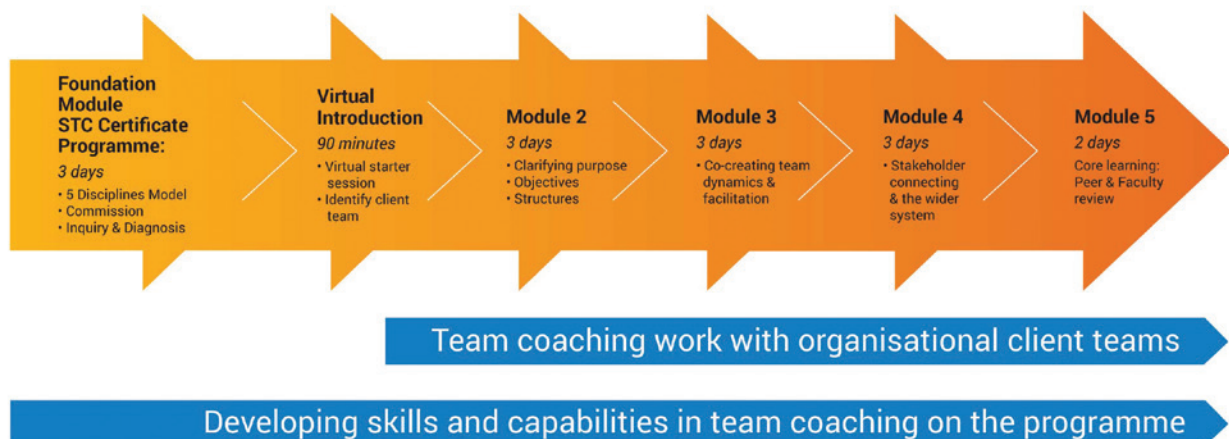 Foundation
Module
STC Certificate
Programme:
3 days
• 5 Disciplines Model
• Commission
• Inquiry & Diagnosis
Virtual
Introduction
90 minutes
• Virtual starter
session
• Identify client
team
Module 2
3 days
• Clarifying purpose
• Objectives
• Structures
Module 3
3 days
• Co-creating team
dynamics &
facilitation
Module 4
3 days
• Stakeholder
connecting
& the wider
system
Module 5
2 days
Core learning:
Peer & Faculty
review
Team coaching work with organisational client teams
Developing skills and capabilities in team coaching on the programme